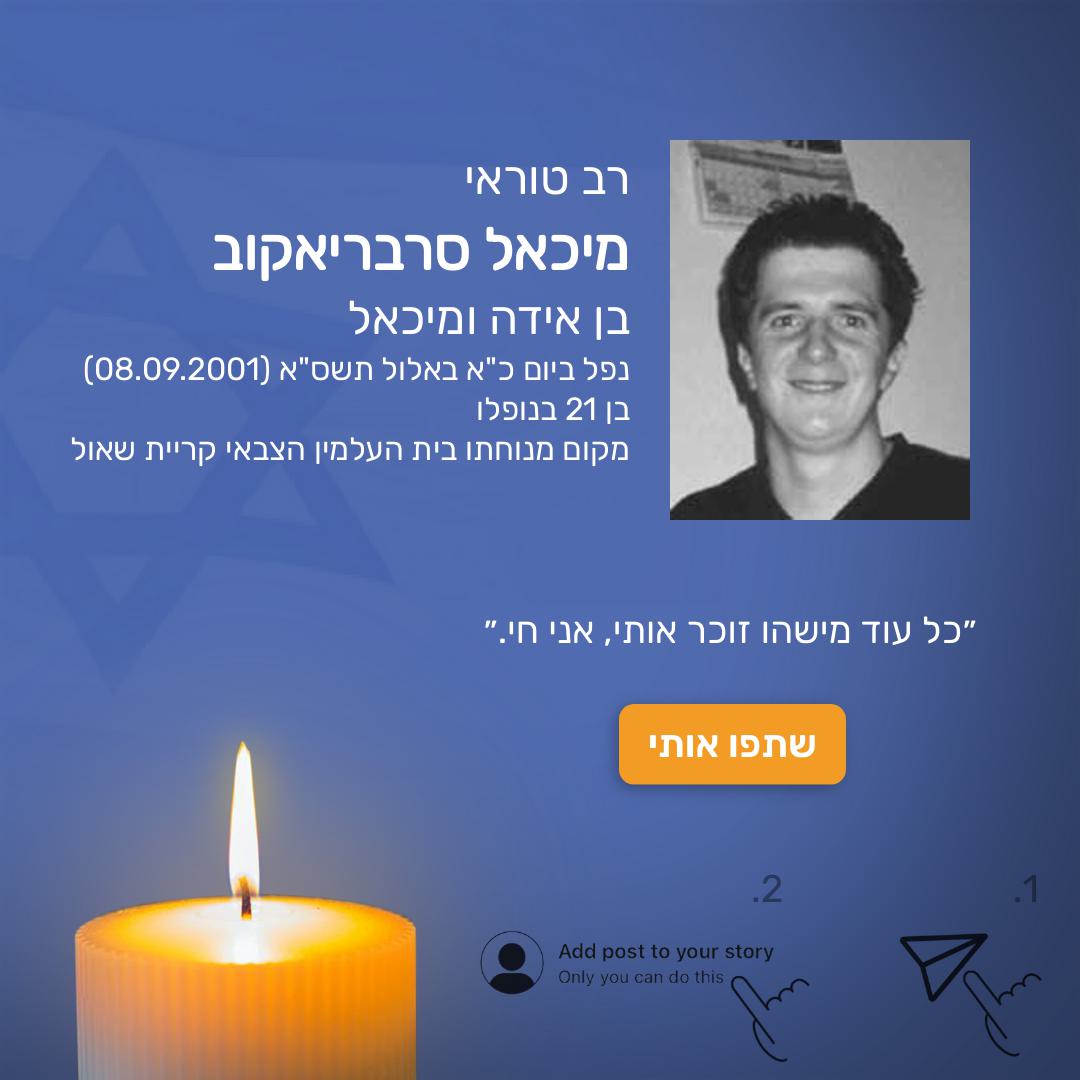 רב טוראי
מיכאל סרבריאקוב
בן אידה ומיכאל
נפל ביום כ"א באלול תשס"א (08.09.2001)
בן 21 בנופלו
מקום מנוחתו בית העלמין הצבאי קריית שאול
״כל עוד מישהו זוכר אותי, אני חי.״
שתפו אותי
1.
2.
Add post to your story
Only you can do this